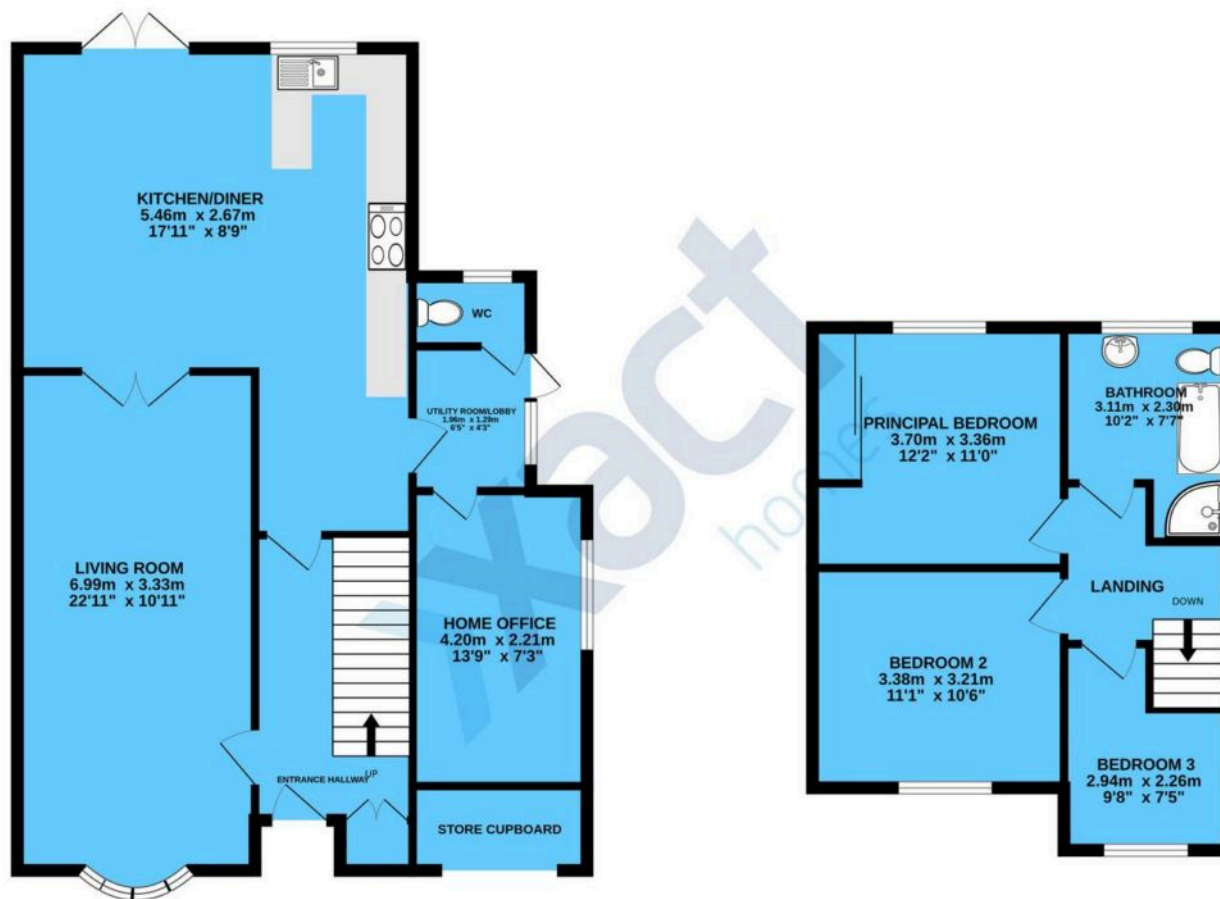 KITCHEN/DINER
5.46m x 2.67m
17'11" x 8'9"
WC
UTILITY ROOM/LOBBY
1.96m x 1.29m
6'5" x 4'3"
LIVING ROOM
6.99m x 3.33m
22'11" x 10'11"
HOME OFFICE
4.20m x 2.21m
13'9" x 7'3"
UP
ENTRANCE HALLWAY
STORE CUPBOARD
xact
homes
PRINCIPAL BEDROOM
3.70m x 3.36m
12'2" x 11'0"
BATHROOM
3.11m x 2.30m
10'2" x 7'7"
LANDING
DOWN
BEDROOM 2
3.38m x 3.21m
11'1" x 10'6"
BEDROOM 3
2.94m x 2.26m
9'8" x 7'5"